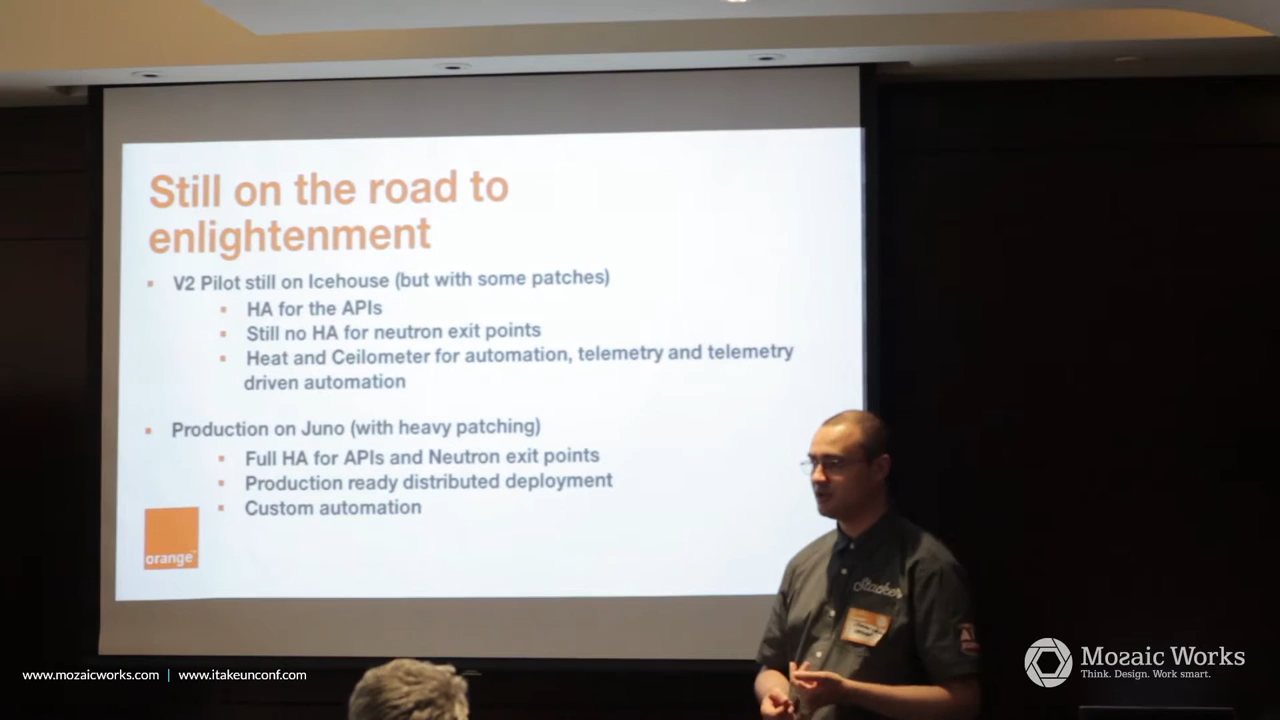 Still on the road to
enlightenment
V2 Pilot still on Icehouse (but with some patches)
HA for the APIs
Still no HA for neutron exit points
Heat and Ceilometer for automation, telemetry and telemetry
driven automation
Production on Juno (with heavy patching)
Full HA for APIs and Neutron exit points
Production ready distributed deployment
Custom automation
orange™
Stacker
www.mozaicworks.com | www.itakeunconf.com
Mozaic Works
Think. Design. Work smart.